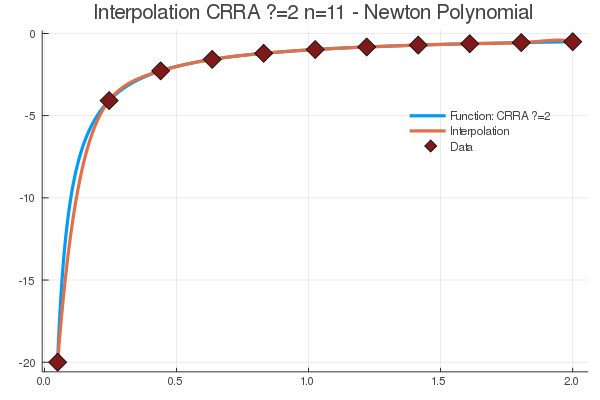 Interpolation CRRA ?=2 n=11 - Newton Polynomial
0
-5
-10
-15
-20
Function: CRRA ?=2
Interpolation
Data
0.0 0.5 1.0 1.5 2.0